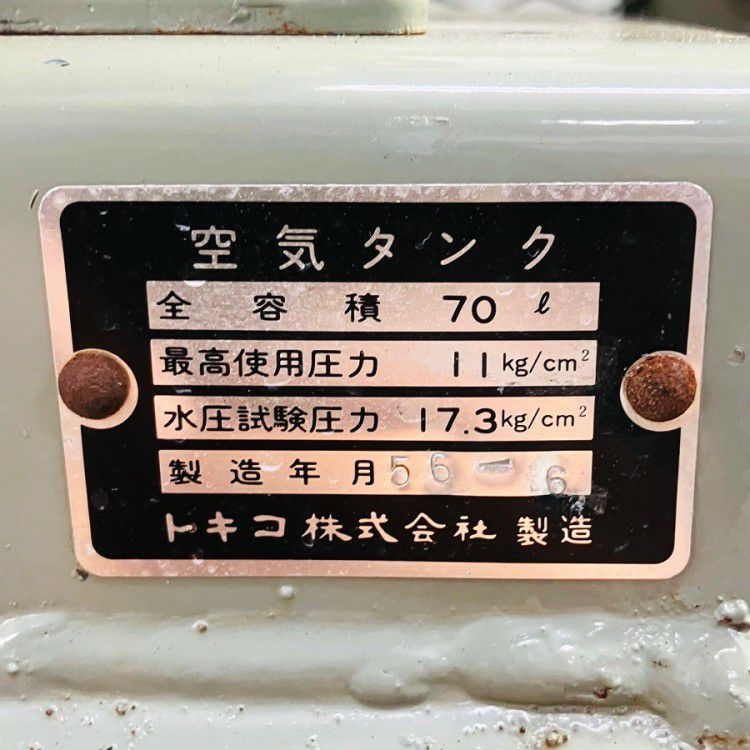 空気タンク
全容積 70 ℓ
最高使用圧力 11 kg/cm²
水圧試験圧力 17.3 kg/cm²
製造年月 56-6
トキコ株式会社 製造